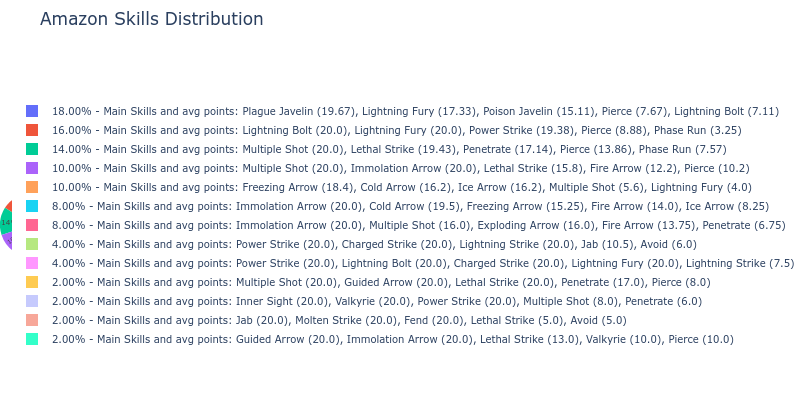 Amazon Skills Distribution
18.00% - Main Skills and avg points: Plague Javelin (19.67), Lightning Fury (17.33), Poison Javelin (15.11), Pierce (7.67), Lightning Bolt (7.11)
16.00% - Main Skills and avg points: Lightning Bolt (20.0), Lightning Fury (20.0), Power Strike (19.38), Pierce (8.88), Phase Run (3.25)
14.00% - Main Skills and avg points: Multiple Shot (20.0), Lethal Strike (19.43), Penetrate (17.14), Pierce (13.86), Phase Run (7.57)
10.00% - Main Skills and avg points: Multiple Shot (20.0), Immolation Arrow (20.0), Lethal Strike (15.8), Fire Arrow (12.2), Pierce (10.2)
10.00% - Main Skills and avg points: Freezing Arrow (18.4), Cold Arrow (16.2), Ice Arrow (16.2), Multiple Shot (5.6), Lightning Fury (4.0)
8.00% - Main Skills and avg points: Immolation Arrow (20.0), Cold Arrow (19.5), Freezing Arrow (15.25), Fire Arrow (14.0), Ice Arrow (8.25)
8.00% - Main Skills and avg points: Immolation Arrow (20.0), Multiple Shot (16.0), Exploding Arrow (16.0), Fire Arrow (13.75), Penetrate (6.75)
4.00% - Main Skills and avg points: Power Strike (20.0), Charged Strike (20.0), Lightning Strike (20.0), Jab (10.5), Avoid (6.0)
4.00% - Main Skills and avg points: Power Strike (20.0), Lightning Bolt (20.0), Charged Strike (20.0), Lightning Fury (20.0), Lightning Strike (7.5)
2.00% - Main Skills and avg points: Multiple Shot (20.0), Guided Arrow (20.0), Lethal Strike (20.0), Penetrate (17.0), Pierce (8.0)
2.00% - Main Skills and avg points: Inner Sight (20.0), Valkyrie (20.0), Power Strike (20.0), Multiple Shot (8.0), Penetrate (6.0)
2.00% - Main Skills and avg points: Jab (20.0), Molten Strike (20.0), Fend (20.0), Lethal Strike (5.0), Avoid (5.0)
2.00% - Main Skills and avg points: Guided Arrow (20.0), Immolation Arrow (20.0), Lethal Strike (13.0), Valkyrie (10.0), Pierce (10.0)